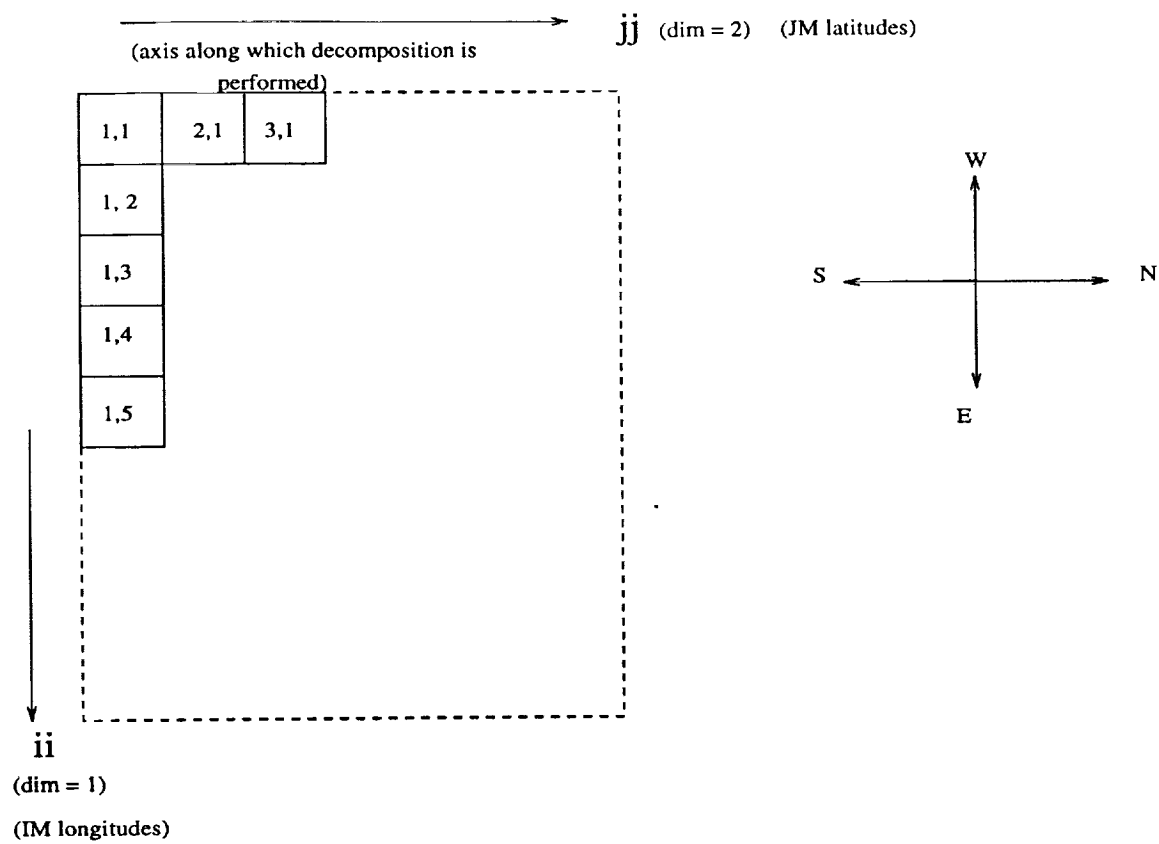 jj (dim = 2) (JM latitudes)
(axis along which decomposition is
performed)
1,1 2,1 3,1
1, 2
1,3
1,4
1,5
W
S N
E
ii
(dim = 1)
(IM longitudes)